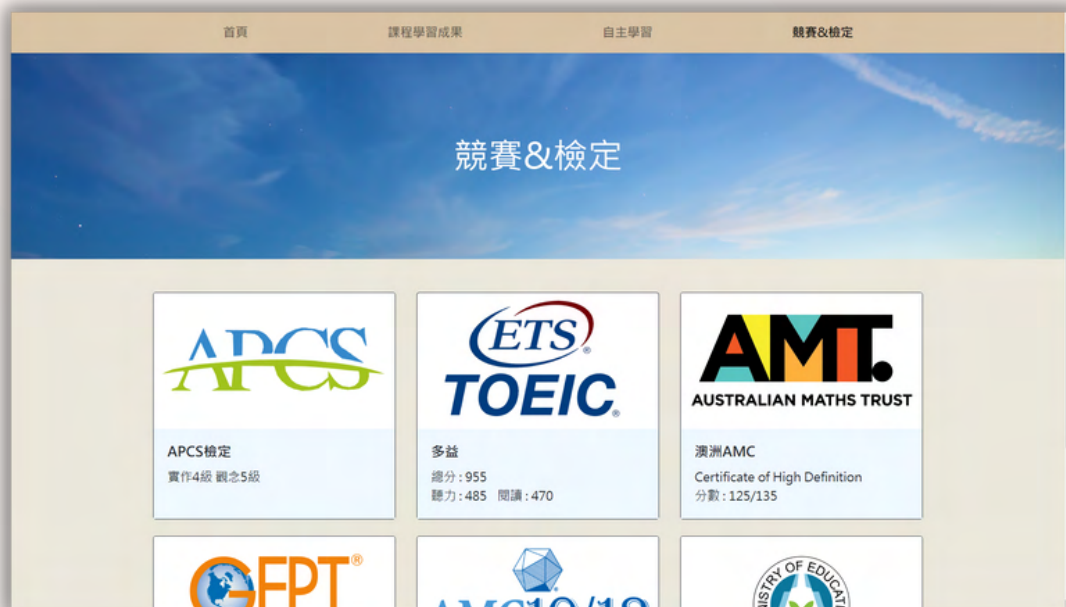 首頁 課程學習成果 自主學習 競賽&檢定
競賽&檢定
APCS
ETS®
TOEIC®
AMT.
AUSTRALIAN MATHS TRUST
APCS檢定
實作4級 觀念5級
多益
總分 : 955
聽力 : 485 閱讀 : 470
澳洲AMC
Certificate of High Definition
分數 : 125/135
GEPT®
AMC10/12